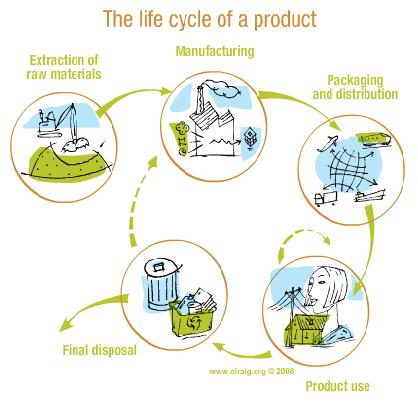 The life cycle of a product
Extraction of
raw materials
Manufacturing
Packaging
and distribution
Final disposal
www.ciraig.org © 2008
Product use